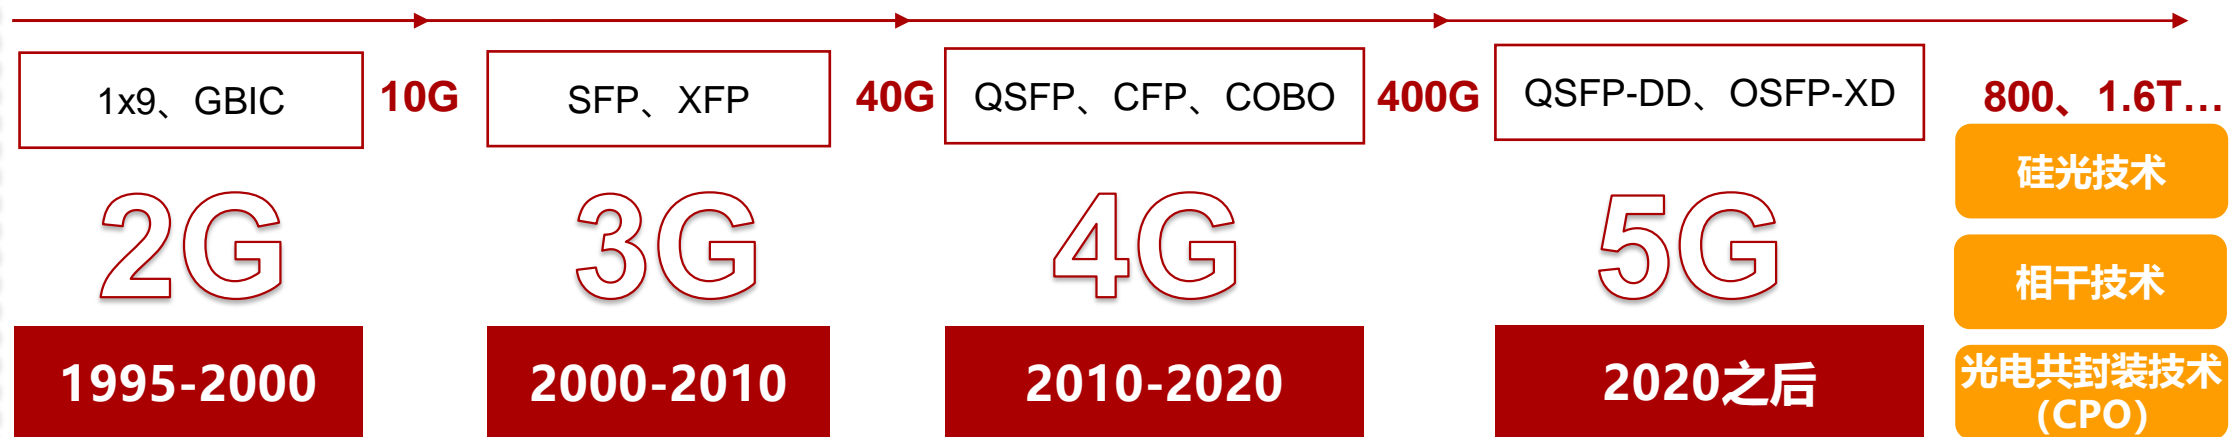 1x9、GBIC
10G
SFP、XFP
40G
QSFP、CFP、COBO
400G
QSFP-DD、OSFP-XD
800、1.6T...
2G
3G
4G
5G
硅光技术
相干技术
1995-2000
2000-2010
2010-2020
2020之后
光电共封装技术
(CPO)